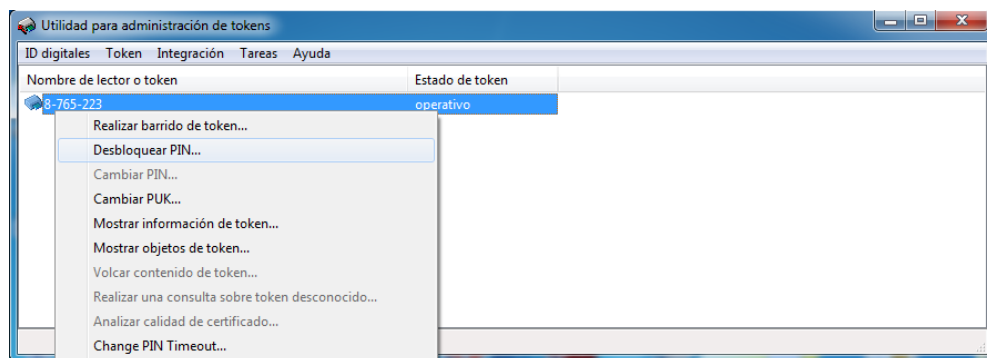 Utilidad para administración de tokens
ID digitales Token Integración Tareas Ayuda
Nombre de lector o token Estado de token
8-765-223 operativo
Realizar barrido de token...
Desbloquear PIN...
Cambiar PIN...
Cambiar PUK...
Mostrar información de token...
Mostrar objetos de token...
Volcar contenido de token...
Realizar una consulta sobre token desconocido...
Analizar calidad de certificado...
Change PIN Timeout...